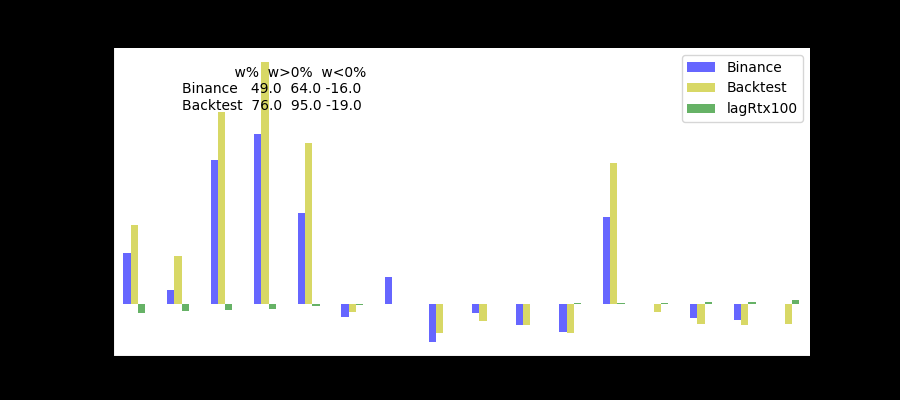 w%  w>0%  w<0%
Binance   49.0  64.0 -16.0
Backtest  76.0  95.0 -19.0
Binance
Backtest
lagRtx100